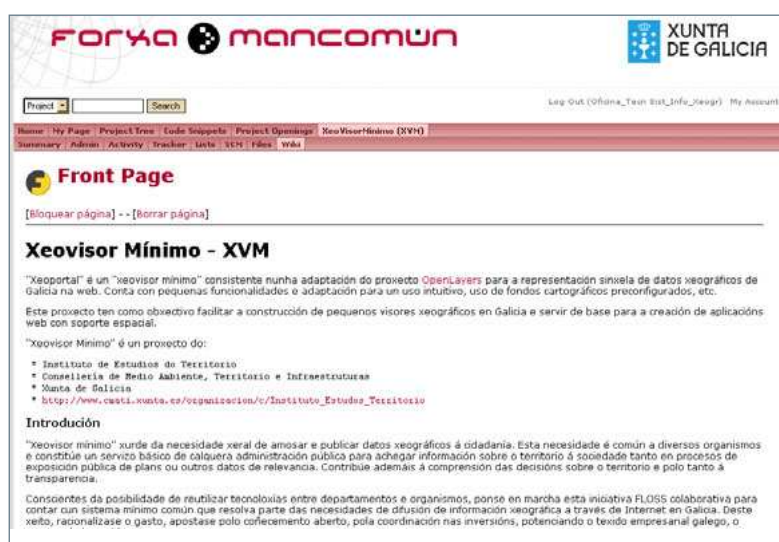 Forxa mancomún
XUNTA
DE GALICIA
Project Search
Log Out (Oficina_Tecn Sist_Info_Xeogr) My Account
Home My Page Project Tree Code Snippets Project Openings XeoVisorMinimo (XVM)
Summary Admin Activity Tracker Lists SCM Files Wiki
Front Page
[Bloquear páxina] - - [Borrar páxina]
Xeovisor Mínimo - XVM
"Xeoportal" é un "xeovisor mínimo" consistente nunha adaptación do proxecto OpenLayers para a representación sinxela de datos xeográficos de
Galicia na web. Conta con pequenas funcionalidades e adaptación para un uso intuitivo, uso de fondos cartográficos preconfigurados, etc.
Este proxecto ten como obxectivo facilitar a construcción de pequenos visores xeográficos en Galicia e servir de base para a creación de aplicacións
web con soporte espacial.
"Xeovisor Mínimo" é un proxecto do:
* Instituto de Estudios do Territorio
* Consellería de Medio Ambiente, Territorio e Infraestruturas
* Xunta de Galicia
* http://www.cmati.xunta.es/organizacion/c/Instituto_Estudos_Territorio
Introdución
"Xeovisor mínimo" xurde da necesidade xeral de amosar e publicar datos xeográficos á cidadanía. Esta necesidade é común a diversos organismos
e constitúe un servizo básico de calquera administración pública para achegar información sobre o territorio á sociedade tanto en procesos de
exposición pública de plans ou outros datos de relevancia. Contribúe ademáis á comprensión das decisións sobre o territorio e polo tanto á
transparencia.
Conscientes da posibilidade de reutilizar tecnoloxías entre departamentos e organismos, ponse en marcha esta iniciativa FLOSS colaborativa para
contar cun sistema mínimo común que resolva parte das necesidades de difusión de información xeográfica a través de Internet en Galicia. Deste
xeito, racionalízase o gasto, apostase polo coñecemento aberto, pola coordinación nas inversións, potenciando o texido empresarial galego, o